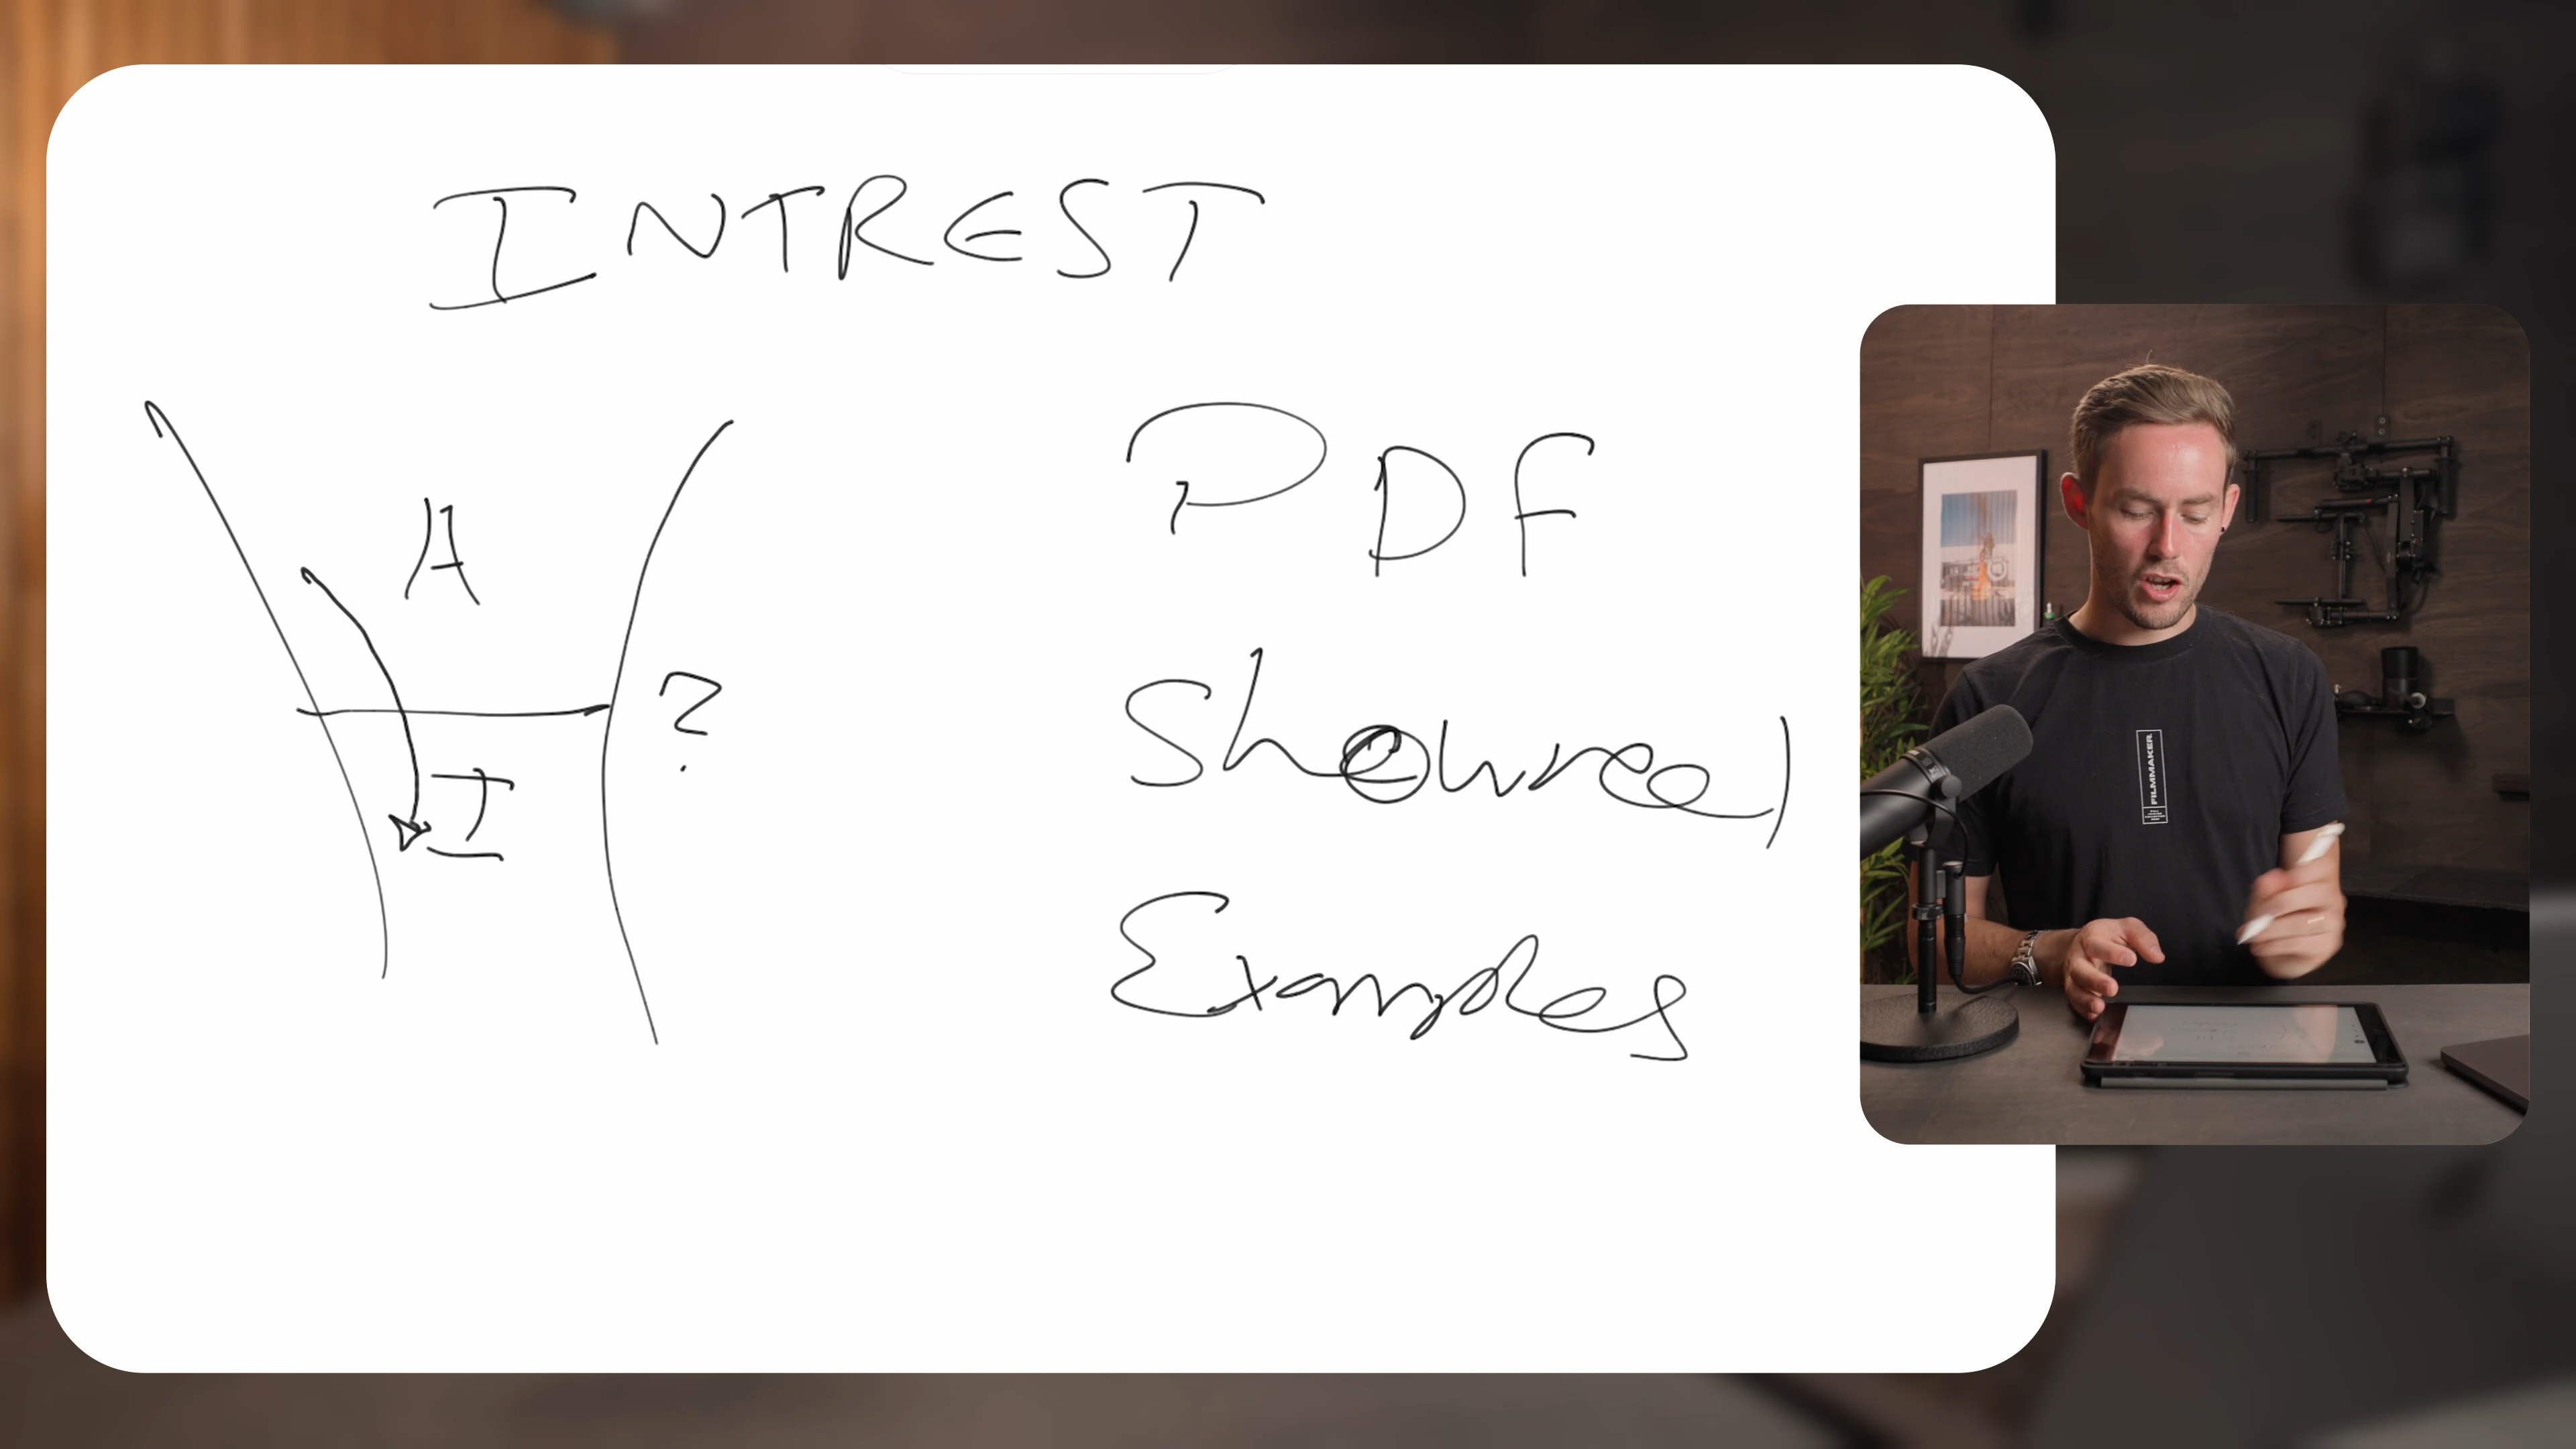 INTREST
A
?
I
PDF
Showreel
Examples
FILMMAKER